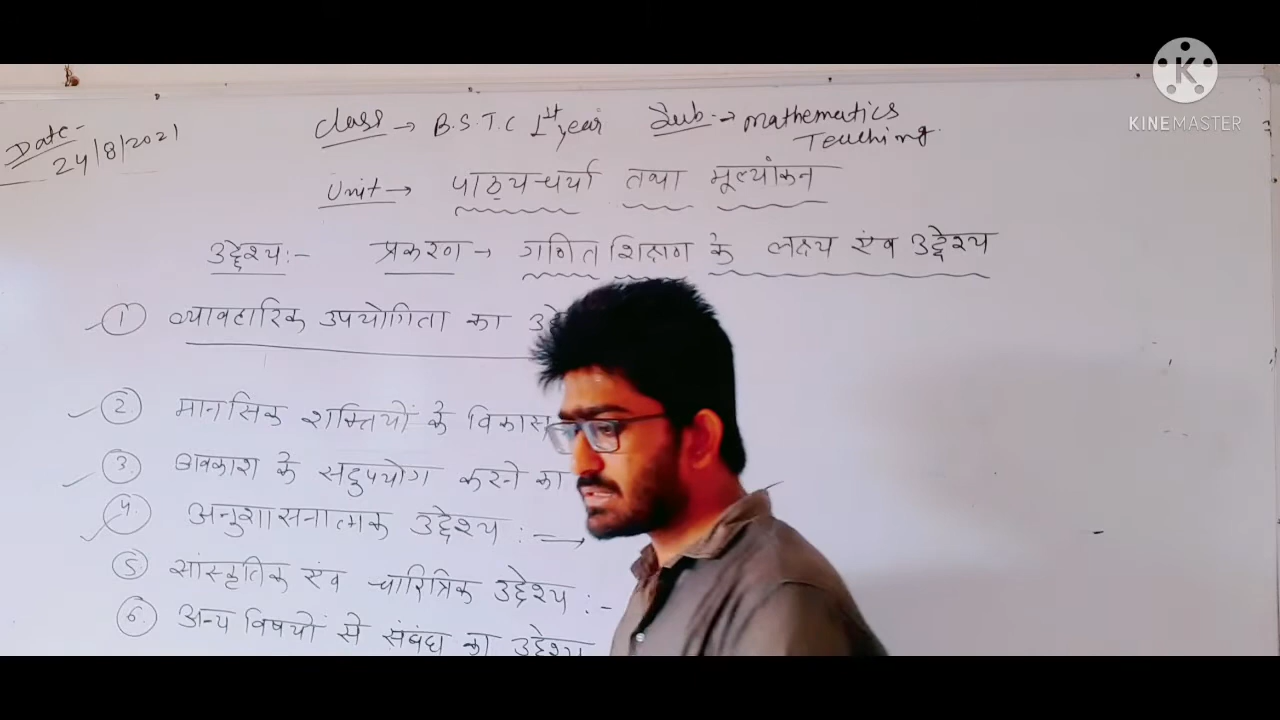 Date- 24/8/2021
Class → B.S.T.C 1st year Sub. → Mathematics Teaching.
Unit → पाठ्यचर्या तथा मूल्यांकन
उद्देश्य:- प्रकरण → गणित शिक्षण के लक्ष्य एंव उद्देश्य
① व्यावहारिक उपयोगिता का
② मानसिक शक्तियों के विकास
③ अवकाश के सदुपयोग करने का
④. अनुशासनात्मक उद्देश्य :→
⑤ सांस्कृतिक एंव चारित्रिक उद्देश्य :-
⑥. अन्य विषयों से संबंध का उद्देश्य
KINEMASTER